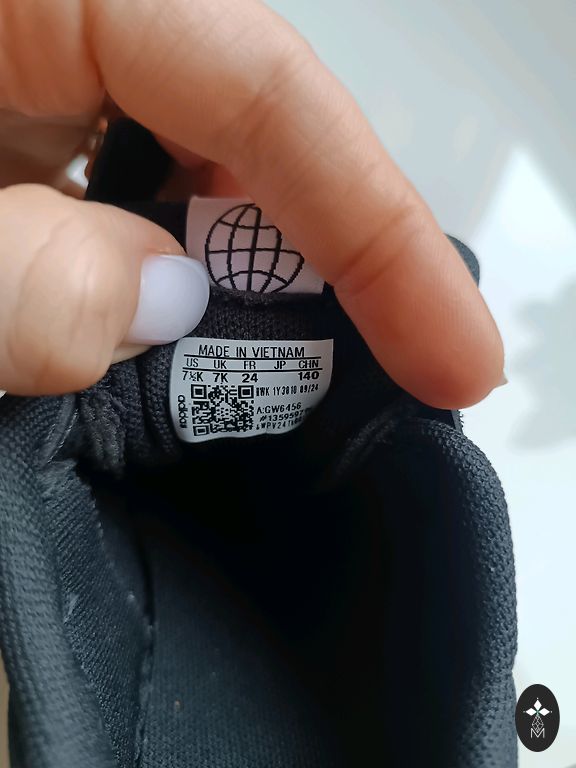 MADE IN VIETNAM
US UK FR JP CHN
7½K 7K 24 140
adidas
A:GW6456
M